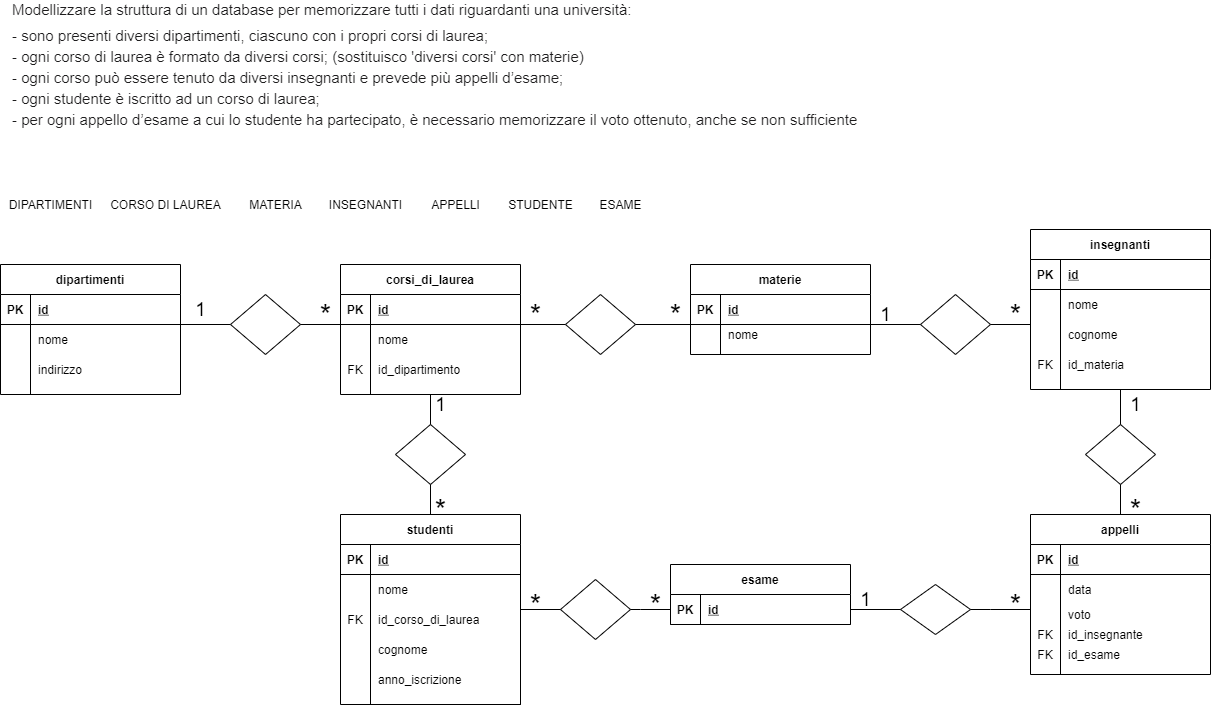 Modellizzare la struttura di un database per memorizzare tutti i dati riguardanti una università:
- sono presenti diversi dipartimenti, ciascuno con i propri corsi di laurea;
- ogni corso di laurea è formato da diversi corsi; (sostituisco 'diversi corsi' con materie)
- ogni corso può essere tenuto da diversi insegnanti e prevede più appelli d'esame;
- ogni studente è iscritto ad un corso di laurea;
- per ogni appello d'esame a cui lo studente ha partecipato, è necessario memorizzare il voto ottenuto, anche se non sufficiente
DIPARTIMENTI CORSO DI LAUREA MATERIA INSEGNANTI APPELLI STUDENTE ESAME
dipartimenti
PK id
nome
indirizzo
1 *
corsi_di_laurea
PK id
nome
FK id_dipartimento
* *
materie
PK id
nome
1 *
insegnanti
PK id
nome
cognome
FK id_materia
1
*
1
*
studenti
PK id
nome
FK id_corso_di_laurea
cognome
anno_iscrizione
* *
esame
PK id
1 *
appelli
PK id
data
voto
FK id_insegnante
FK id_esame